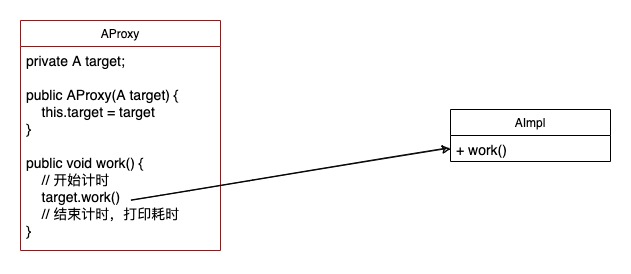 AProxy
private A target;
public AProxy(A target) {
this.target = target
}
public void work() {
// 开始计时
target.work()
// 结束计时，打印耗时
}
AImpl
+ work()